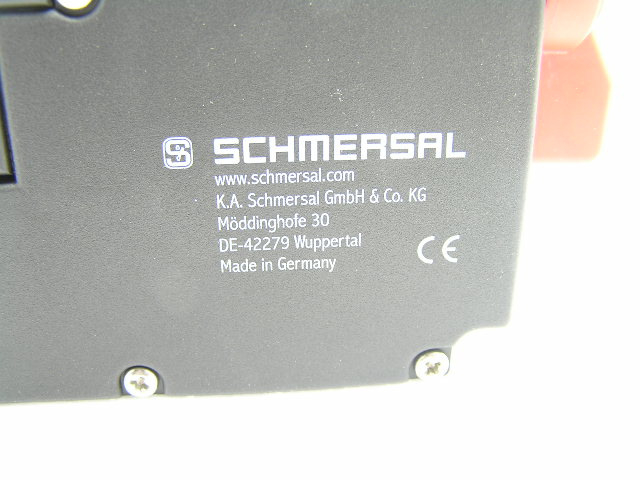 SCHMERSAL
www.schmersal.com
K.A. Schmersal GmbH & Co. KG
Möddinghofe 30
DE-42279 Wuppertal
Made in Germany
CE